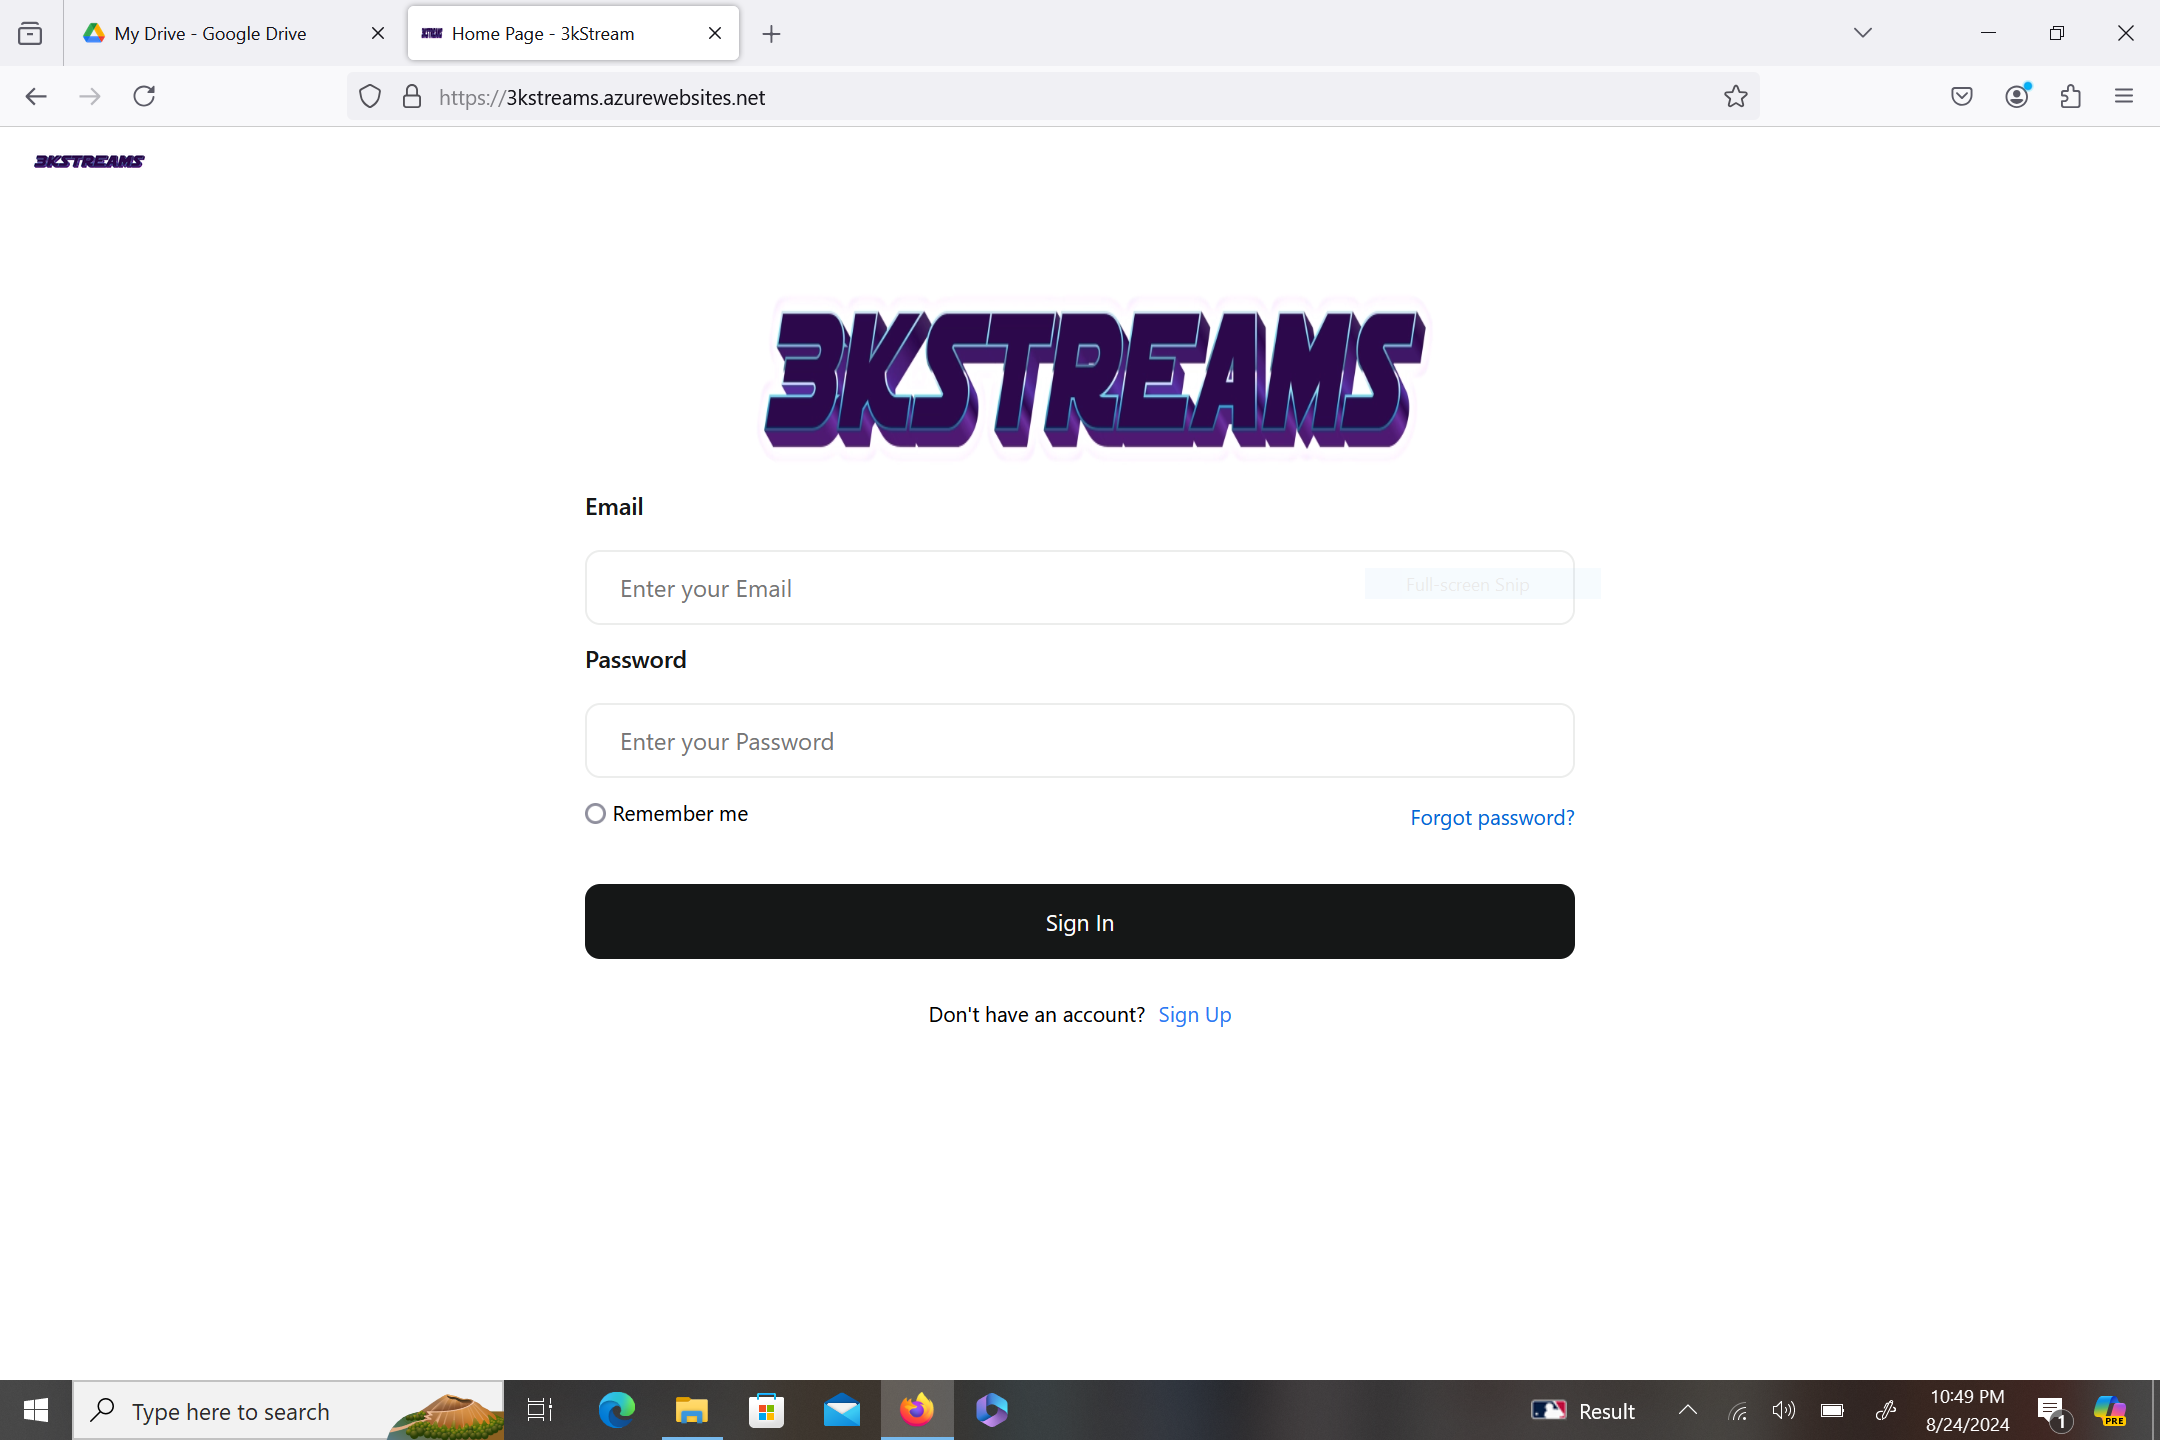 My Drive - Google Drive
Home Page - 3kStream
https://3kstreams.azurewebsites.net
3KSTREAMS
3KSTREAMS
Email
Enter your Email
Full-screen Snip
Password
Enter your Password
Remember me
Forgot password?
Sign In
Don't have an account? Sign Up
Type here to search
Result
10:49 PM
8/24/2024
1
PRE